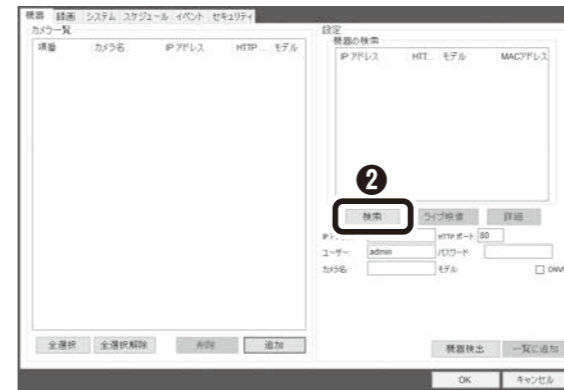 機器 録画 システム スケジュール イベント セキュリティ
カメラ一覧
項番 カメラ名 IPアドレス HTTP... モデル
設定
機器の検索
IPアドレス HTT... モデル MACアドレス
2
検索 ライブ映像 詳細
HTTPポート: 80
ユーザー: admin パスワード:
カメラ名: モデル: ONVI
全選択 全選択解除 削除 追加
機器検出 一覧に追加
OK キャンセル